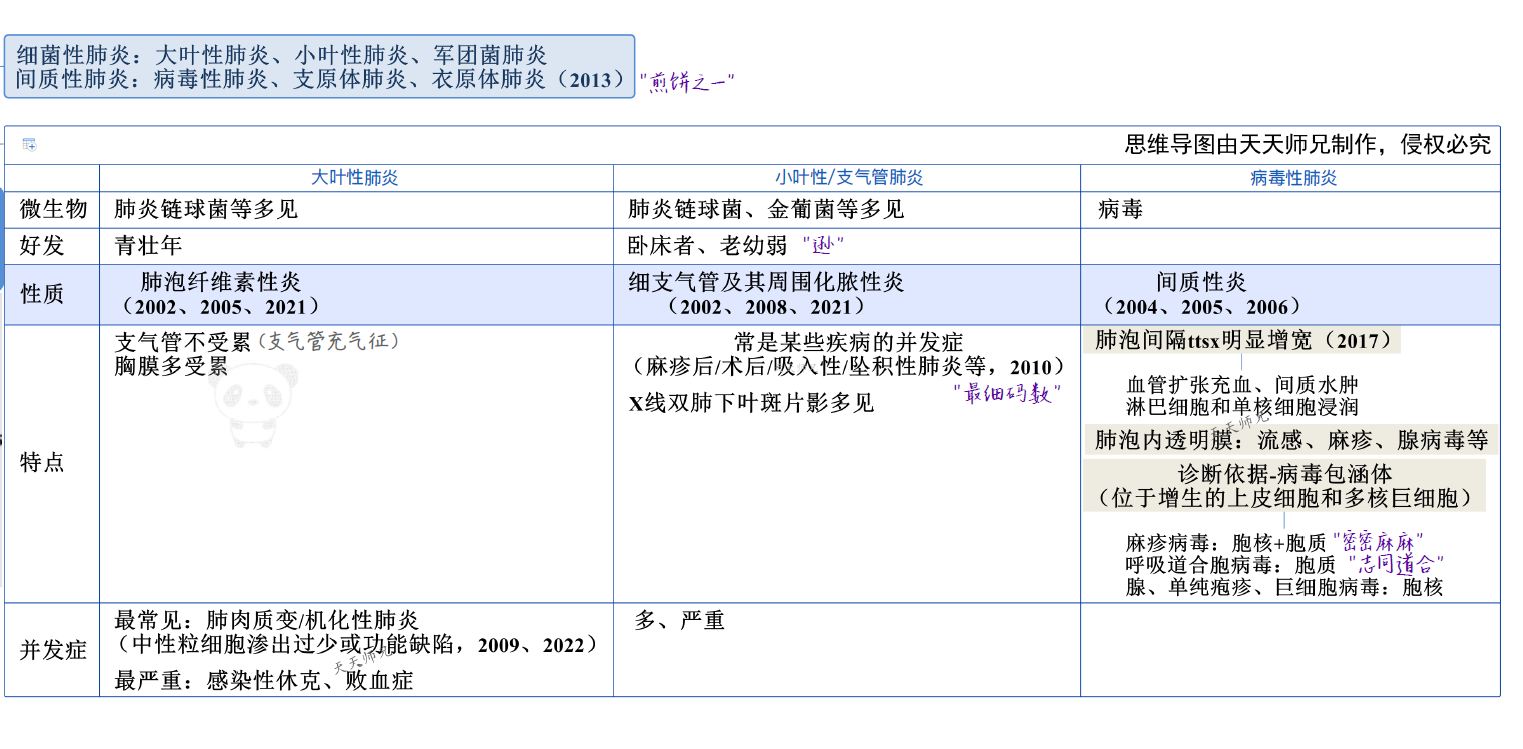 细菌性肺炎：大叶性肺炎、小叶性肺炎、军团菌肺炎
间质性肺炎：病毒性肺炎、支原体肺炎、衣原体肺炎（2013）"煎饼之一"
思维导图由天天师兄制作，侵权必究
大叶性肺炎 小叶性/支气管肺炎 病毒性肺炎
微生物 肺炎链球菌等多见 肺炎链球菌、金葡菌等多见 病毒
好发 青壮年 卧床者、老幼弱 "逊"
性质
肺泡纤维素性炎
（2002、2005、2021）
细支气管及其周围化脓性炎
（2002、2008、2021）
间质性炎
（2004、2005、2006）
特点
支气管不受累（支气管充气征）
胸膜多受累
常是某些疾病的并发症
（麻疹后/术后/吸入性/坠积性肺炎等，2010）
"最细码数"
X线双肺下叶斑片影多见
肺泡间隔ttsx明显增宽（2017）
血管扩张充血、间质水肿
淋巴细胞和单核细胞浸润
天天师兄
肺泡内透明膜：流感、麻疹、腺病毒等
诊断依据-病毒包涵体
（位于增生的上皮细胞和多核巨细胞）
麻疹病毒：胞核+胞质"密密麻麻"
呼吸道合胞病毒：胞质 "志同道合"
腺、单纯疱疹、巨细胞病毒：胞核
并发症
最常见：肺肉质变/机化性肺炎
（中性粒细胞渗出过少或功能缺陷，2009、2022）
天天师兄
最严重：感染性休克、败血症
多、严重